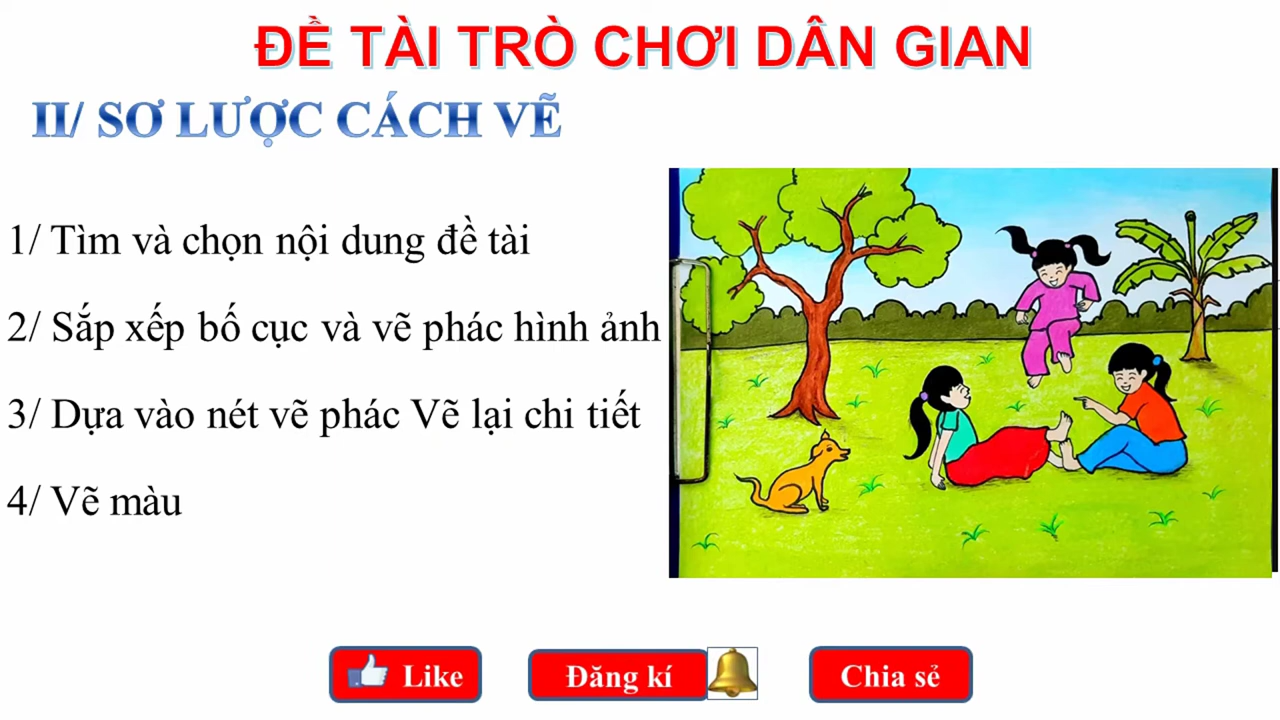 ĐỀ TÀI TRÒ CHƠI DÂN GIAN
II/ SƠ LƯỢC CÁCH VẼ
1/ Tìm và chọn nội dung đề tài
2/ Sắp xếp bố cục và vẽ phác hình ảnh
3/ Dựa vào nét vẽ phác Vẽ lại chi tiết
4/ Vẽ màu
Like
Đăng kí
Chia sẻ